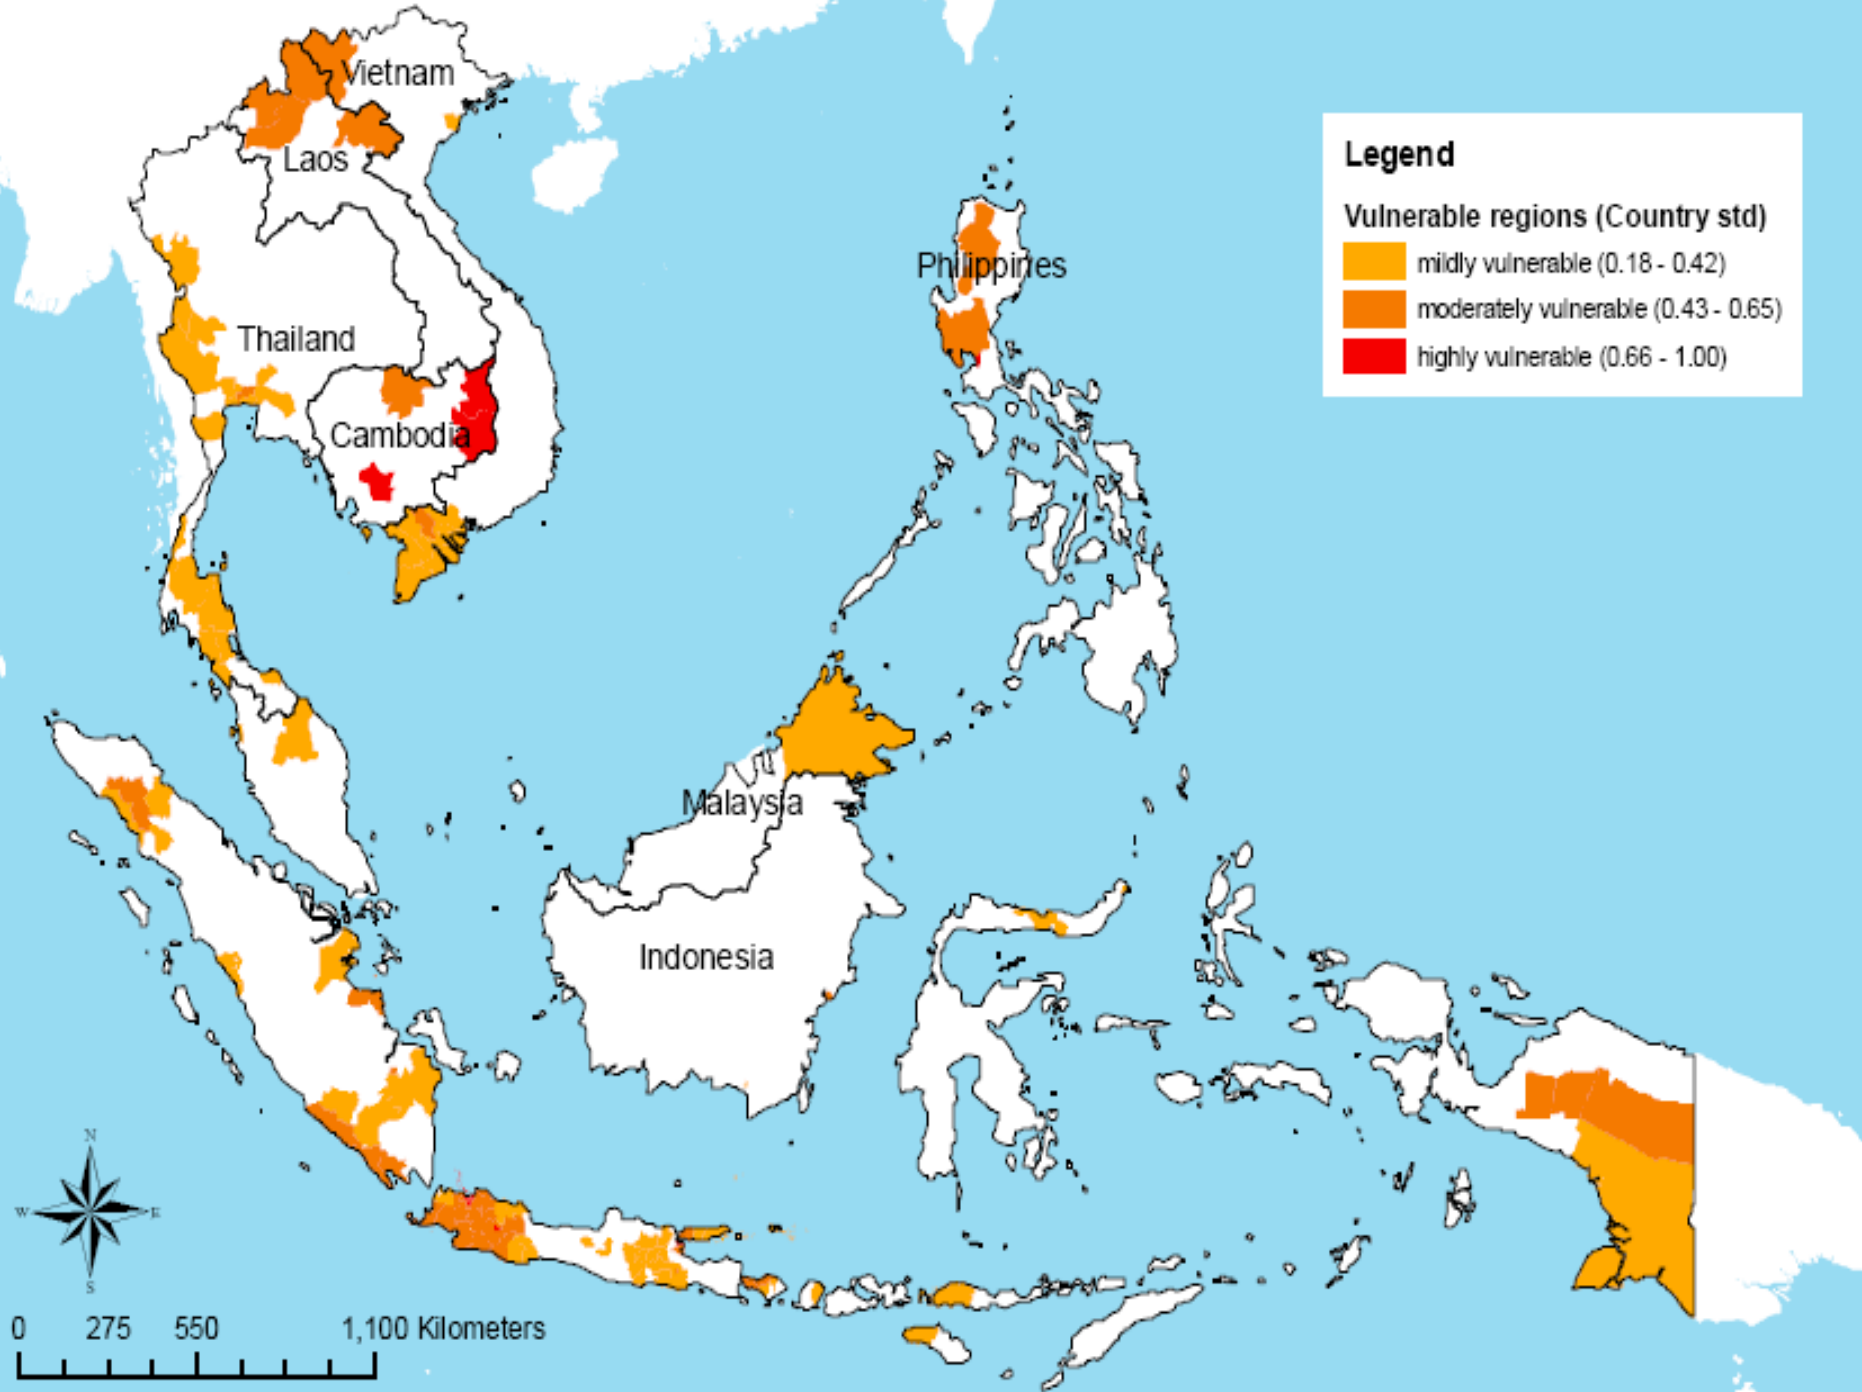 Vietnam
Laos
Thailand
Cambodia
Philippines
Malaysia
Indonesia
Legend
Vulnerable regions (Country std)
mildly vulnerable (0.18 - 0.42)
moderately vulnerable (0.43 - 0.65)
highly vulnerable (0.66 - 1.00)
N
W E
S
0 275 550 1,100 Kilometers